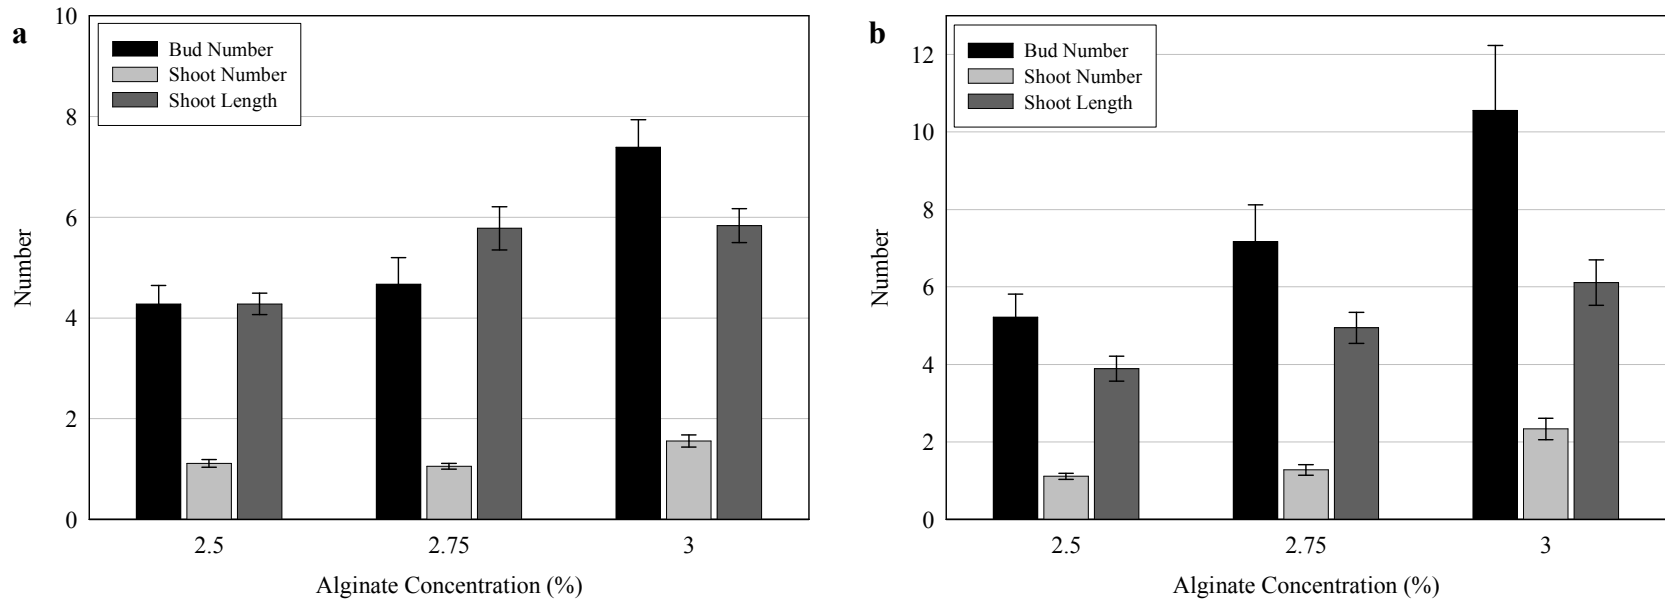 a
10
8
6
4
2
0
Number
Bud Number
Shoot Number
Shoot Length
2.5 2.75 3
Alginate Concentration (%)
b
12
10
8
6
4
2
0
Number
Bud Number
Shoot Number
Shoot Length
2.5 2.75 3
Alginate Concentration (%)